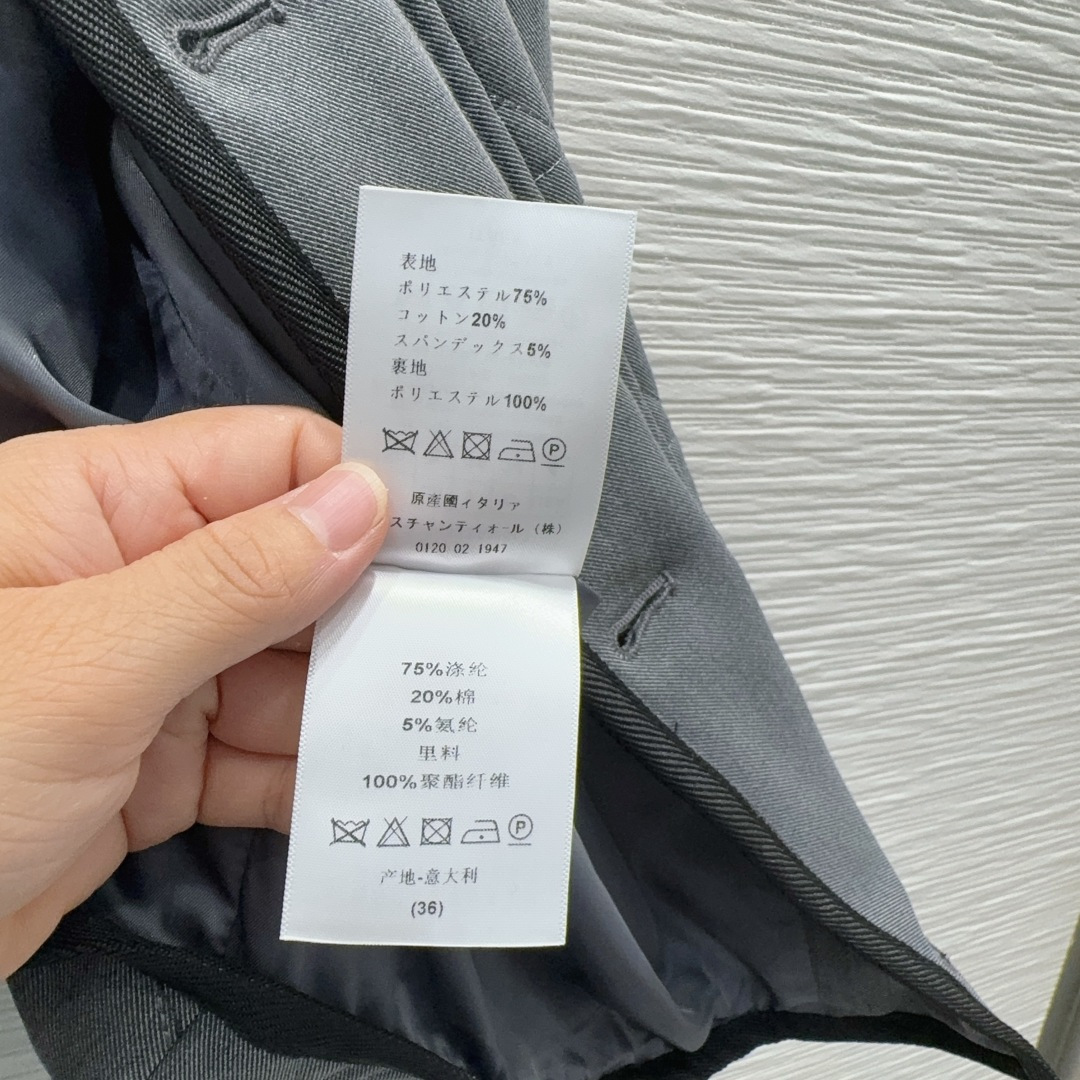 表地
ポリエステル75%
コットン20%
スパンデックス5%
裏地
ポリエステル100%
P
原産國イタリア
スチャンティォール（株）
0120 02 1947
75%涤纶
20%棉
5%氨纶
里料
100%聚酯纤维
P
产地-意大利
(36)